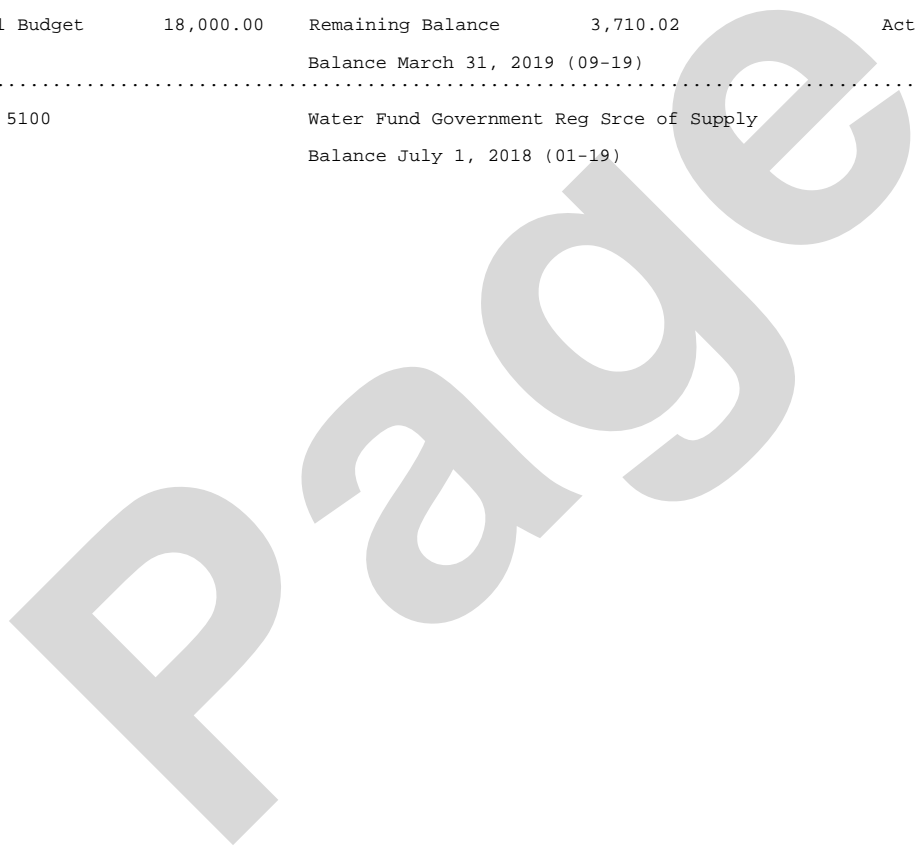 l Budget 18,000.00 Remaining Balance 3,710.02 Act
Balance March 31, 2019 (09-19)
5100 Water Fund Government Reg Srce of Supply
Balance July 1, 2018 (01-19)
Page